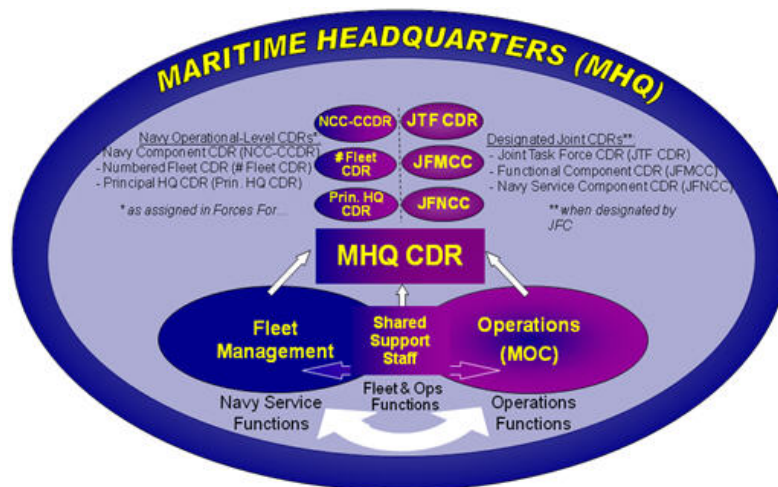 MARITIME HEADQUARTERS (MHQ)
NCC-CCDR
JTF CDR
Navy Operational-Level CDRs*
- Navy Component CDR (NCC-CCDR)
- Numbered Fleet CDR (# Fleet CDR)
- Principal HQ CDR (Prin. HQ CDR)
* as assigned in Forces For...
# Fleet
CDR
JFMCC
Prin. HQ
CDR
JFNCC
Designated Joint CDRs**:
- Joint Task Force CDR (JTF CDR)
- Functional Component CDR (JFMCC)
- Navy Service Component CDR (JFNCC)
** when designated by
JFC
MHQ CDR
Fleet
Management
Shared
Support
Staff
Operations
(MOC)
Navy Service
Functions
Fleet & Ops
Functions
Operations
Functions